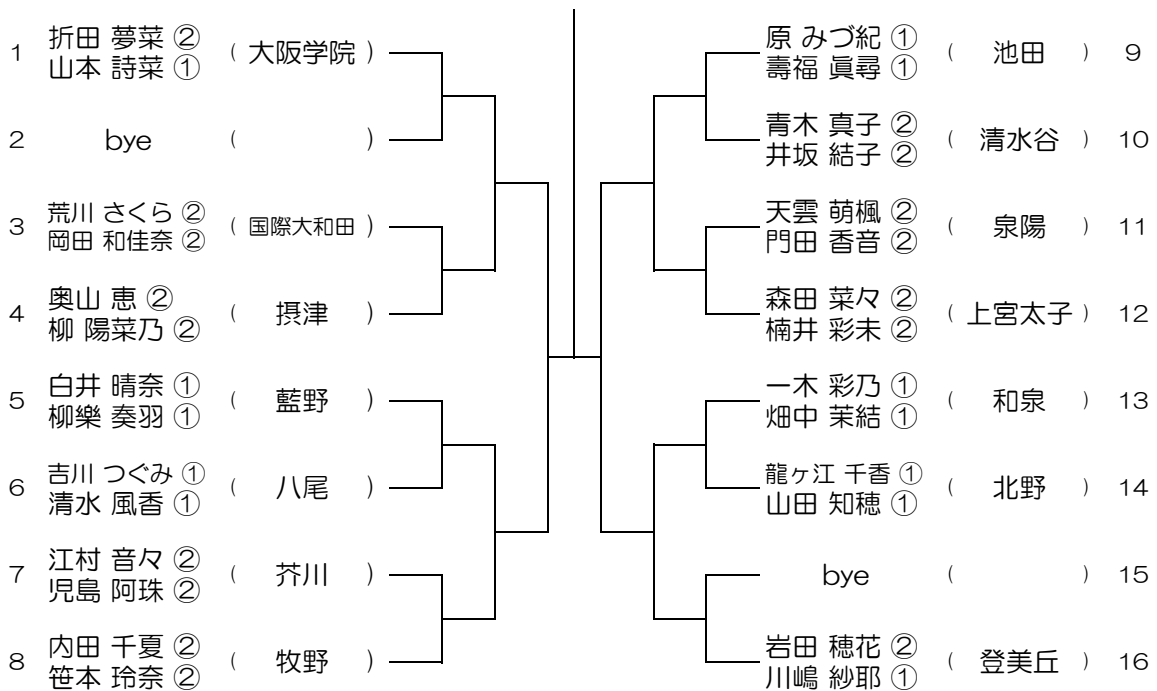 1 折田 夢菜 ② ( 大阪学院 )
山本 詩菜 ①
2 bye ( )
3 荒川 さくら ② ( 国際大和田 )
岡田 和佳奈 ②
4 奥山 恵 ② ( 摂津 )
柳 陽菜乃 ②
5 白井 晴奈 ① ( 藍野 )
柳樂 奏羽 ①
6 吉川 つぐみ ① ( 八尾 )
清水 風香 ①
7 江村 音々 ② ( 芥川 )
児島 阿珠 ②
8 内田 千夏 ② ( 牧野 )
笹本 玲奈 ②
原 みづ紀 ① ( 池田 ) 9
壽福 眞尋 ①
青木 真子 ② ( 清水谷 ) 10
井坂 結子 ②
天雲 萌楓 ② ( 泉陽 ) 11
門田 香音 ②
森田 菜々 ② ( 上宮太子 ) 12
楠井 彩未 ②
一木 彩乃 ① ( 和泉 ) 13
畑中 茉結 ①
龍ヶ江 千香 ① ( 北野 ) 14
山田 知穂 ①
bye ( ) 15
岩田 穂花 ② ( 登美丘 ) 16
川嶋 紗耶 ①